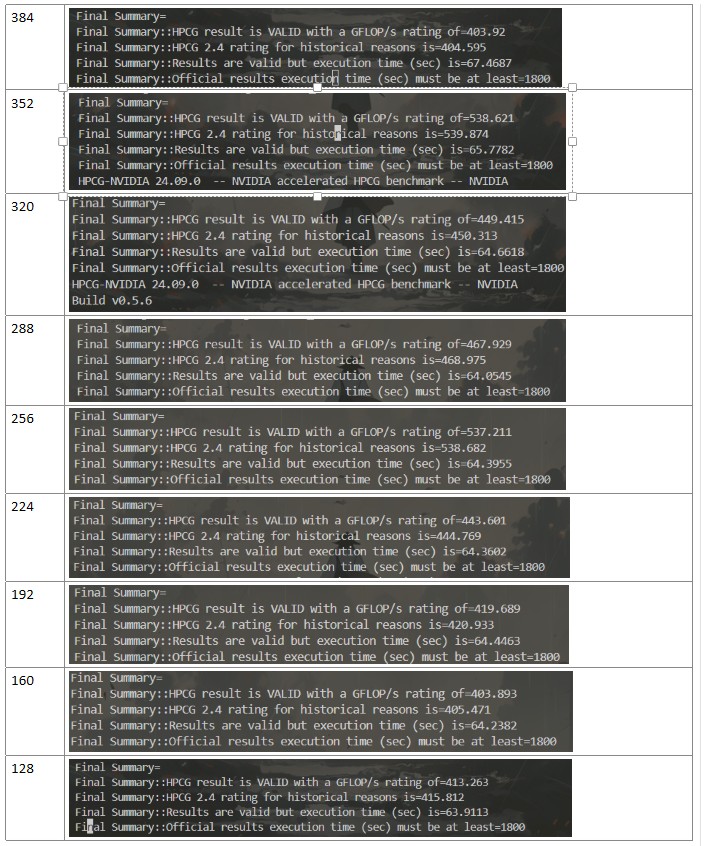 384
Final Summary=
Final Summary::HPCG result is VALID with a GFLOP/s rating of=403.92
Final Summary::HPCG 2.4 rating for historical reasons is=404.595
Final Summary::Results are valid but execution time (sec) is=67.4687
Final Summary::Official results execution time (sec) must be at least=1800
352
Final Summary=
Final Summary::HPCG result is VALID with a GFLOP/s rating of=538.621
Final Summary::HPCG 2.4 rating for historical reasons is=539.874
Final Summary::Results are valid but execution time (sec) is=65.7782
Final Summary::Official results execution time (sec) must be at least=1800
HPCG-NVIDIA 24.09.0  -- NVIDIA accelerated HPCG benchmark -- NVIDIA
320
Final Summary=
Final Summary::HPCG result is VALID with a GFLOP/s rating of=449.415
Final Summary::HPCG 2.4 rating for historical reasons is=450.313
Final Summary::Results are valid but execution time (sec) is=64.6618
Final Summary::Official results execution time (sec) must be at least=1800
HPCG-NVIDIA 24.09.0  -- NVIDIA accelerated HPCG benchmark -- NVIDIA
Build v0.5.6
288
Final Summary=
Final Summary::HPCG result is VALID with a GFLOP/s rating of=467.929
Final Summary::HPCG 2.4 rating for historical reasons is=468.975
Final Summary::Results are valid but execution time (sec) is=64.0545
Final Summary::Official results execution time (sec) must be at least=1800
256
Final Summary=
Final Summary::HPCG result is VALID with a GFLOP/s rating of=537.211
Final Summary::HPCG 2.4 rating for historical reasons is=538.682
Final Summary::Results are valid but execution time (sec) is=64.3955
Final Summary::Official results execution time (sec) must be at least=1800
224
Final Summary=
Final Summary::HPCG result is VALID with a GFLOP/s rating of=443.601
Final Summary::HPCG 2.4 rating for historical reasons is=444.769
Final Summary::Results are valid but execution time (sec) is=64.3602
Final Summary::Official results execution time (sec) must be at least=1800
192
Final Summary=
Final Summary::HPCG result is VALID with a GFLOP/s rating of=419.689
Final Summary::HPCG 2.4 rating for historical reasons is=420.933
Final Summary::Results are valid but execution time (sec) is=64.4463
Final Summary::Official results execution time (sec) must be at least=1800
160
Final Summary=
Final Summary::HPCG result is VALID with a GFLOP/s rating of=403.893
Final Summary::HPCG 2.4 rating for historical reasons is=405.471
Final Summary::Results are valid but execution time (sec) is=64.2382
Final Summary::Official results execution time (sec) must be at least=1800
128
Final Summary=
Final Summary::HPCG result is VALID with a GFLOP/s rating of=413.263
Final Summary::HPCG 2.4 rating for historical reasons is=415.812
Final Summary::Results are valid but execution time (sec) is=63.9113
Final Summary::Official results execution time (sec) must be at least=1800